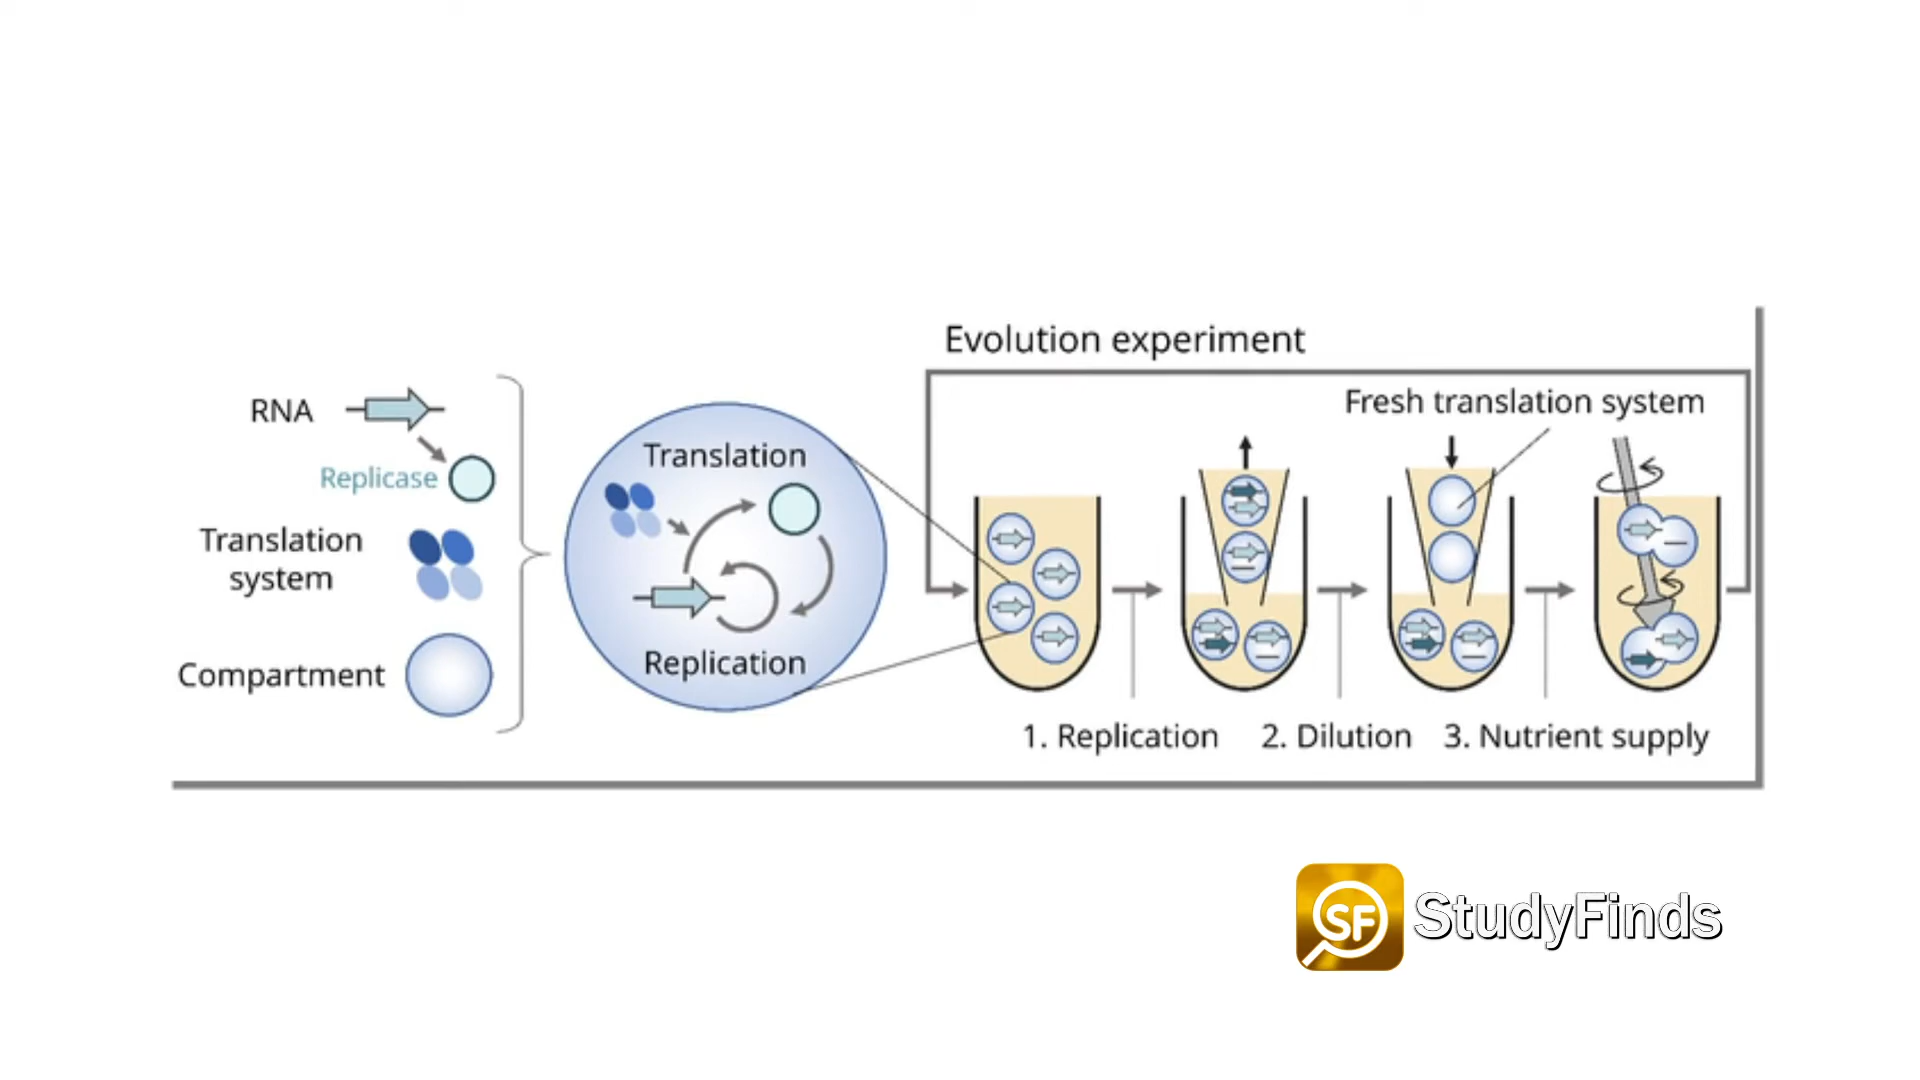 RNA
Replicase
Translation
system
Compartment
Translation
Replication
Evolution experiment
Fresh translation system
1. Replication
2. Dilution
3. Nutrient supply
SF
StudyFinds